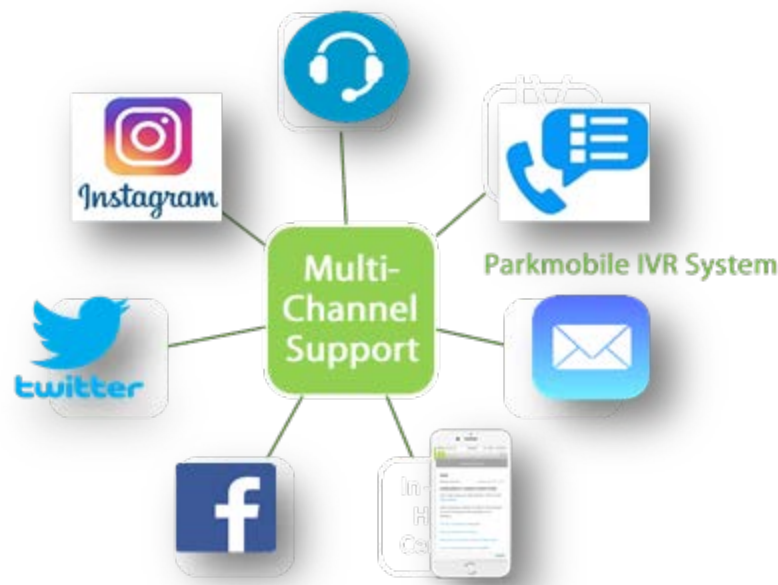 Instagram
Multi-
Channel
Support
Parkmobile IVR System
twitter
f